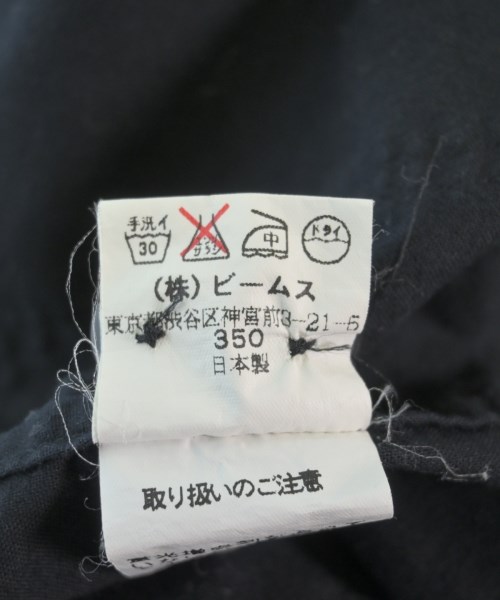 手洗イ
30 エンソサラシ 中 ドライ
(株)ビームス
東京都渋谷区神宮前3-21-5
350
日本製
取り扱いのご注意